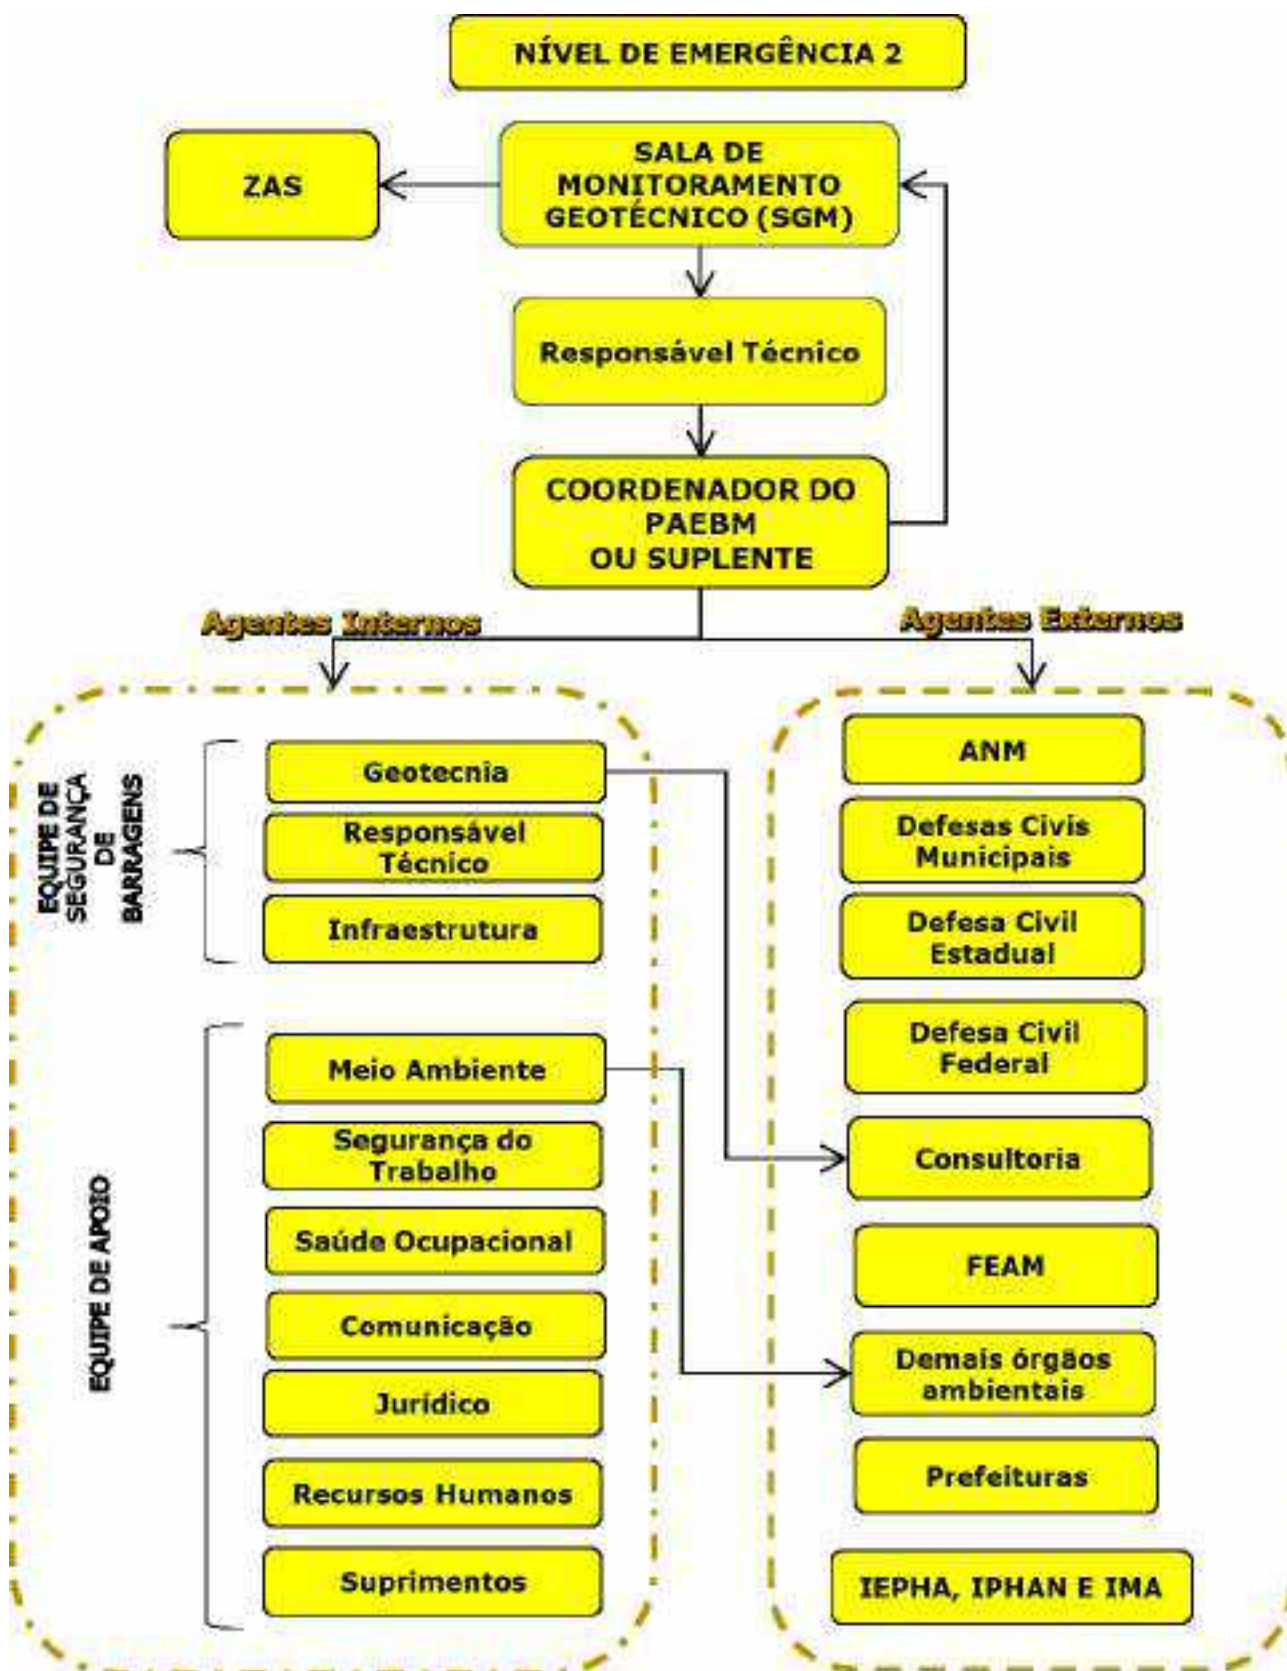 NÍVEL DE EMERGÊNCIA 2
ZAS
SALA DE
MONITORAMENTO
GEOTÉCNICO (SGM)
Responsável Técnico
COORDENADOR DO
PAEBM
OU SUPLENTE
Agentes Internos
Agentes Externos
EQUIPE DE
SEGURANÇA
DE
BARRAGENS
Geotecnia
Responsável
Técnico
Infraestrutura
EQUIPE DE APOIO
Meio Ambiente
Segurança do
Trabalho
Saúde Ocupacional
Comunicação
Jurídico
Recursos Humanos
Suprimentos
ANM
Defesas Civis
Municipais
Defesa Civil
Estadual
Defesa Civil
Federal
Consultoria
FEAM
Demais órgãos
ambientais
Prefeituras
IEPHA, IPHAN E IMA